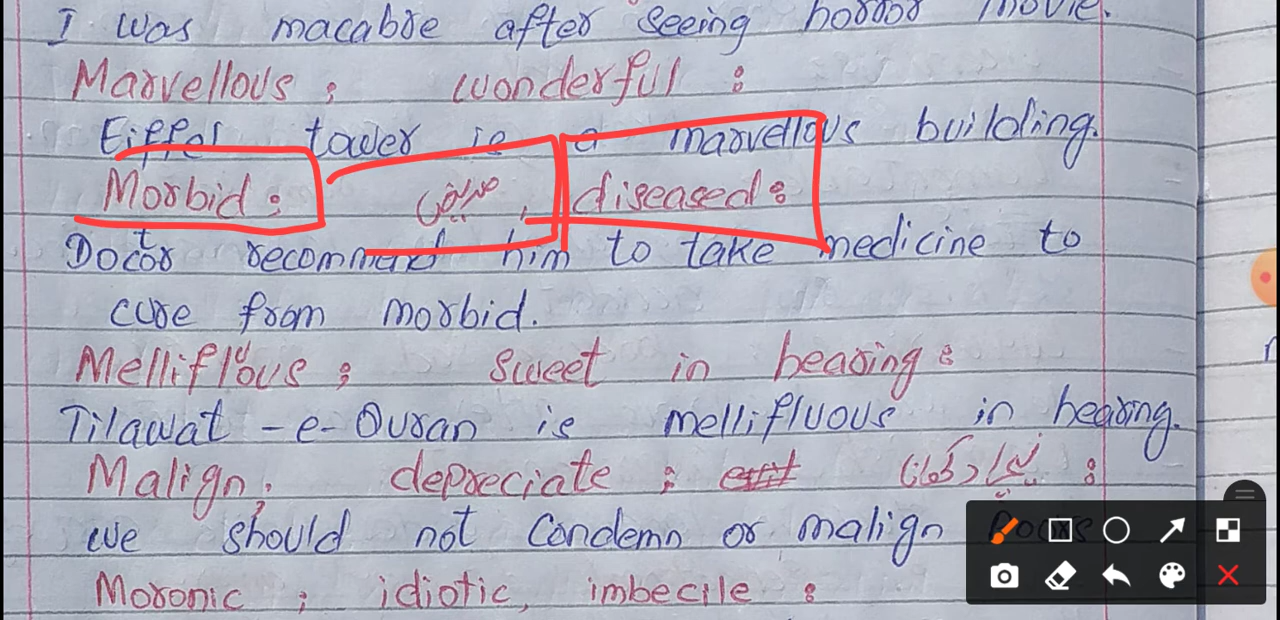 I was macabre after seeing horror movie.
Marvellous : wonderful :
Eiffel tower is a marvellous building.
Morbid : مریض , diseased :
Doctor recommend him to take medicine to
cure from morbid.
Mellifluous : Sweet in hearing :
Tilawat-e-Quran is mellifluous in hearing.
Malign, : depreciate ; نیچا دکھانا :
we should not Condemn or malign
Moronic ; idiotic, imbecile :